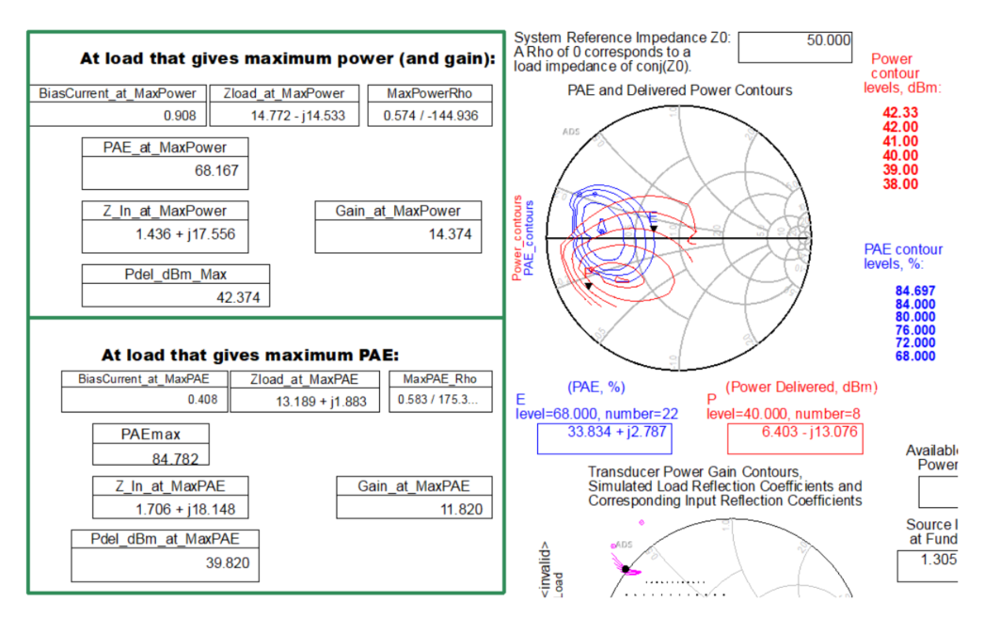 At load that gives maximum power (and gain):
BiasCurrent_at_MaxPower
0.908
Zload_at_MaxPower
14.772 - j14.533
MaxPowerRho
0.574 / -144.936
PAE_at_MaxPower
68.167
Z_In_at_MaxPower
1.436 + j17.556
Gain_at_MaxPower
14.374
Pdel_dBm_Max
42.374
At load that gives maximum PAE:
BiasCurrent_at_MaxPAE
0.408
Zload_at_MaxPAE
13.189 + j1.883
MaxPAE_Rho
0.583 / 175.3...
PAEmax
84.782
Z_In_at_MaxPAE
1.706 + j18.148
Gain_at_MaxPAE
11.820
Pdel_dBm_at_MaxPAE
39.820
System Reference Impedance Z0:
50.000
A Rho of 0 corresponds to a
load impedance of conj(Z0).
PAE and Delivered Power Contours
ADS
Power_contours
PAE_contours
E
Power
contour
levels, dBm:
42.33
42.00
41.00
40.00
39.00
38.00
PAE contour
levels, %:
84.697
84.000
80.000
76.000
72.000
68.000
(PAE, %)
E
level=68.000, number=22
33.834 + j2.787
(Power Delivered, dBm)
P
level=40.000, number=8
6.403 - j13.076
Transducer Power Gain Contours,
Simulated Load Reflection Coefficients and
Corresponding Input Reflection Coefficients
ADS
<invalid>
Load
Available
Power
Source I
at Fund
1.305